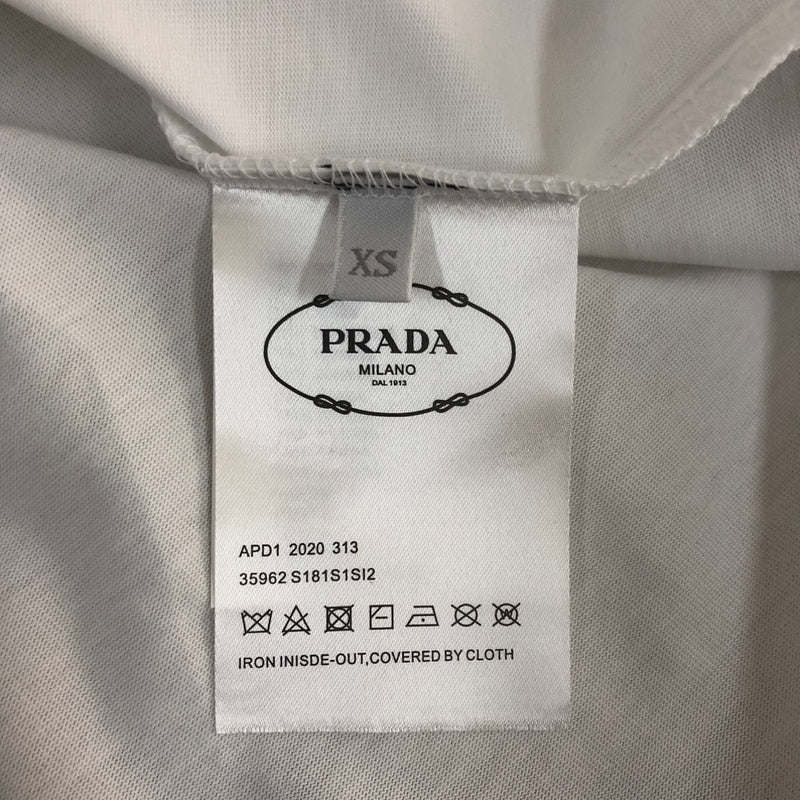 XS
PRADA
MILANO
DAL 1913
APD1 2020 313
35962 S181S1SI2
IRON INISDE-OUT,COVERED BY CLOTH